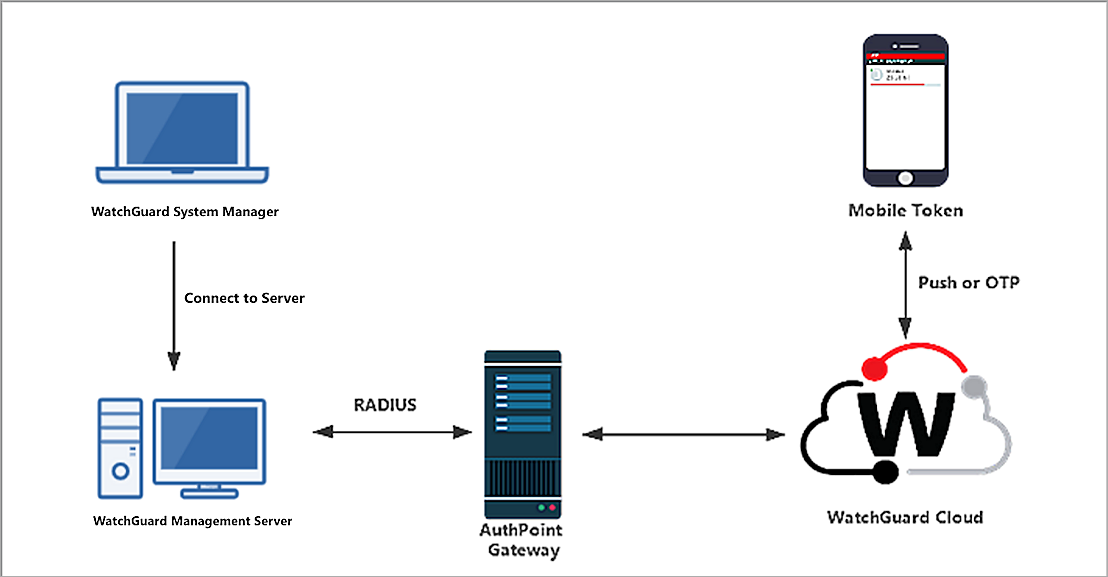 WatchGuard System Manager
Mobile Token
Connect to Server
Push or OTP
RADIUS
W
WatchGuard Management Server
AuthPoint
Gateway
WatchGuard Cloud